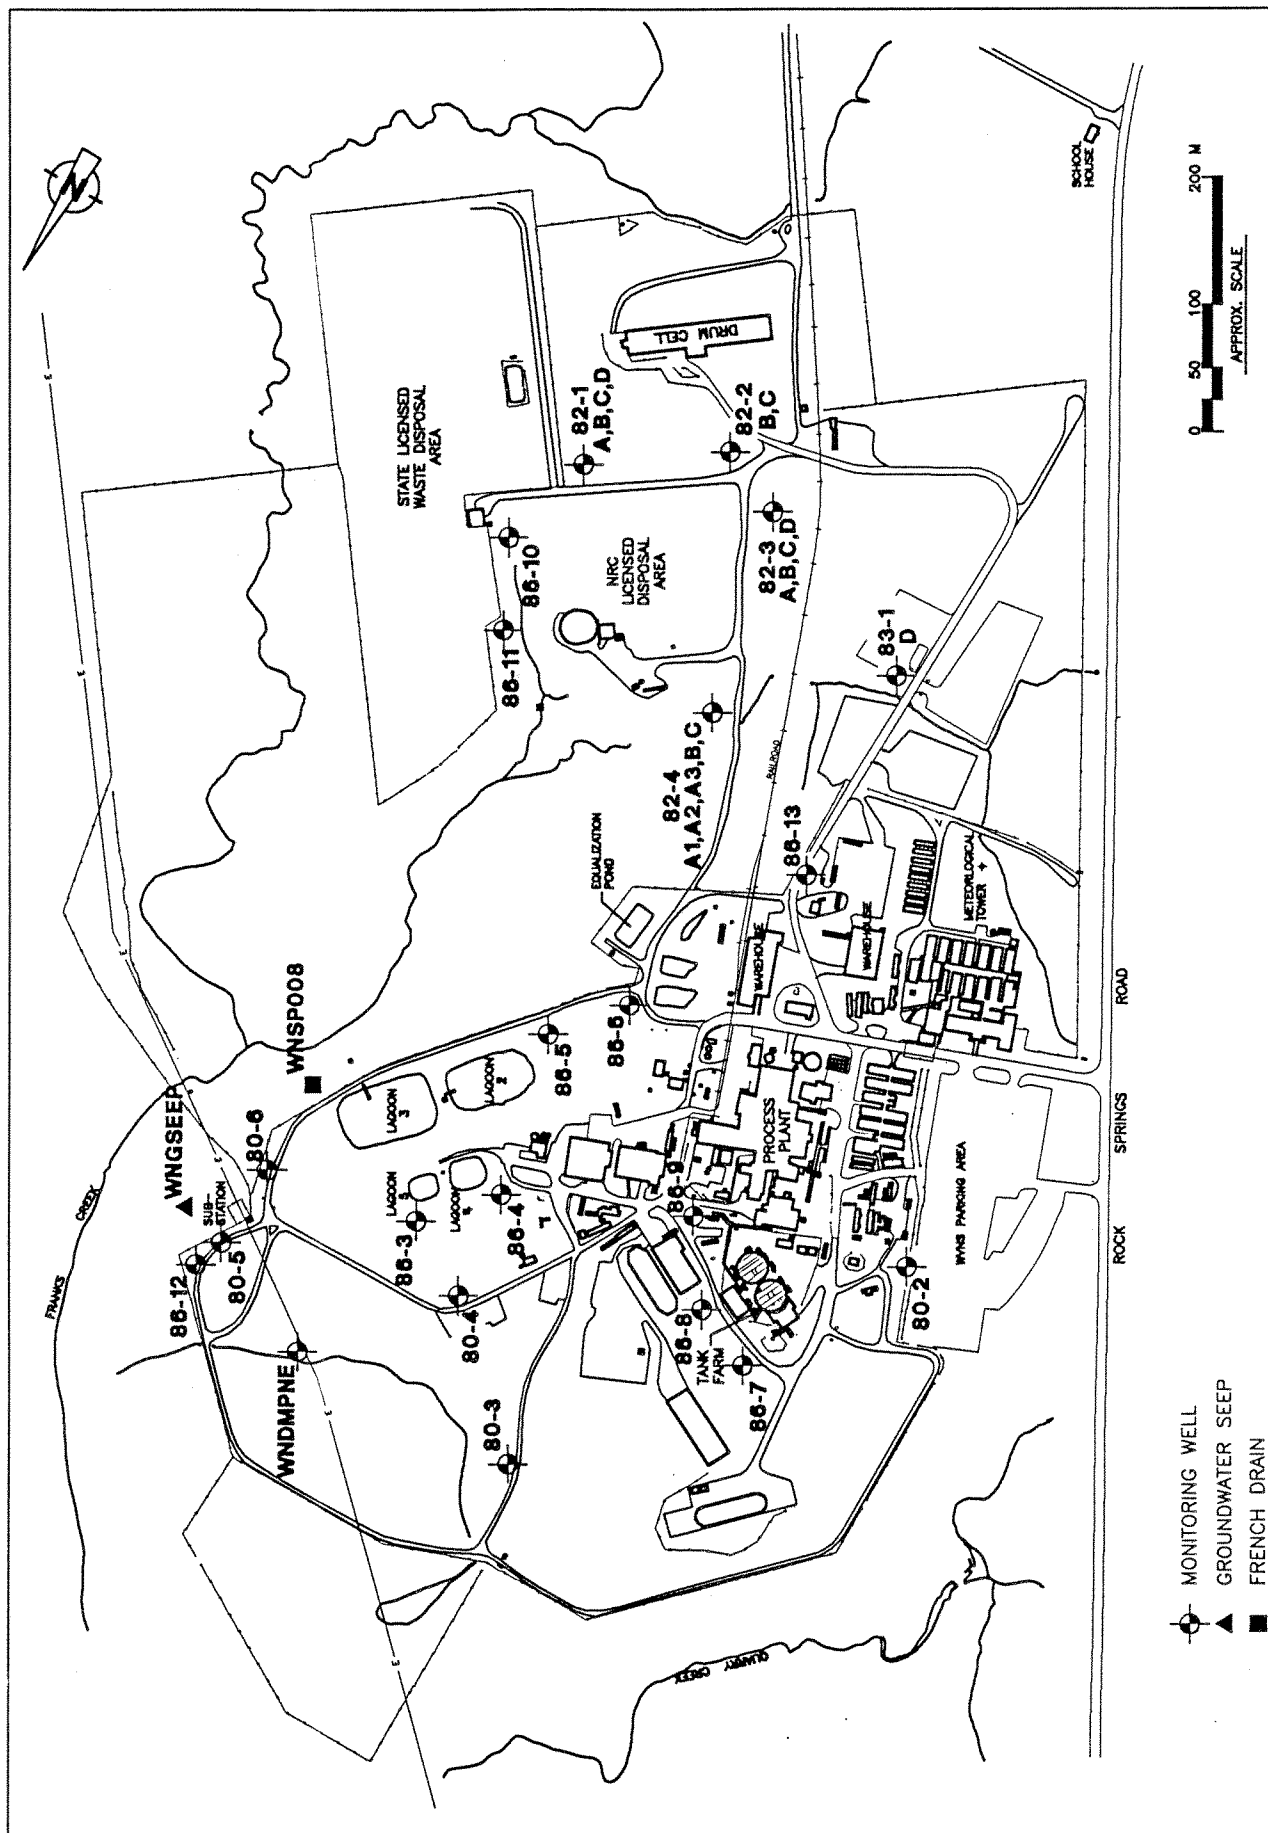 N
SCHOOL
HOUSE
0 50 100 200 M
APPROX. SCALE
STATE LICENSED
WASTE DISPOSAL
AREA
DRUM CELL
82-1
A,B,C,D
82-2
B,C
86-10
86-11
NRC
LICENSED
DISPOSAL
AREA
82-3
A,B,C,D
83-1
D
82-4
A1,A2,A3,B,C
RAILROAD
EQUALIZATION
POND
86-13
WAREHOUSE
WAREHOUSE
METEORLOGICAL
TOWER +
WNSP008
86-6
86-5
LAGOON
3
LAGOON
2
WNGSEEP
80-6
FRANKS
CREEK
SUB-
STATION
86-12
80-5
LAGOON
5
LAGOON
4
86-3
86-4
80-4
86-9
PROCESS
PLANT
86-8
TANK
FARM
86-7
80-2
WVNS PARKING AREA
ROCK SPRINGS ROAD
WNDMPNE
80-3
QUARRY CREEK
MONITORING WELL
GROUNDWATER SEEP
FRENCH DRAIN